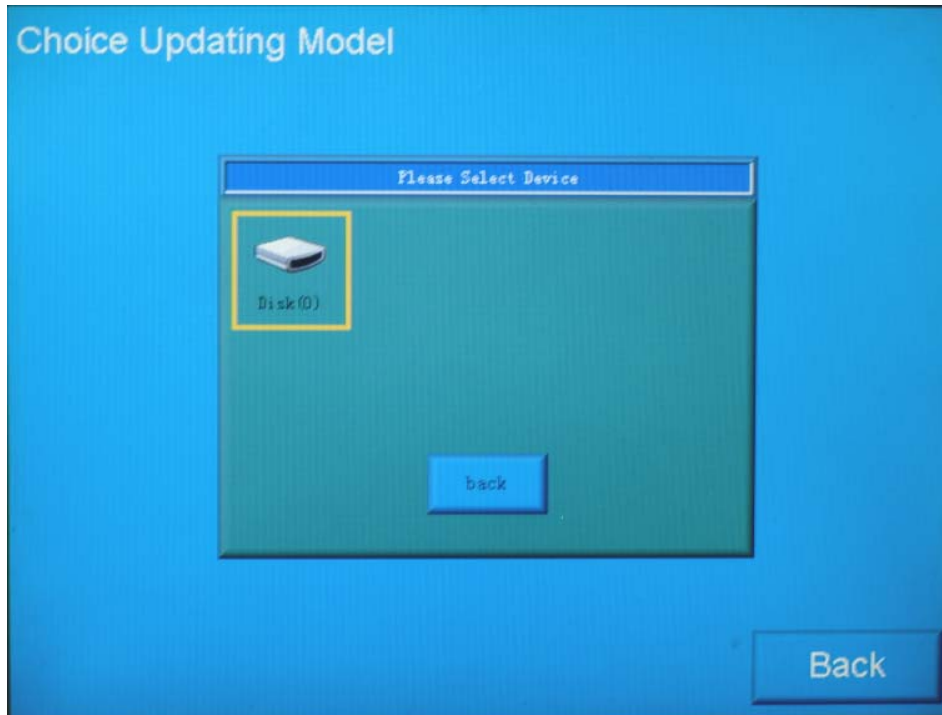 Choice Updating Model
Please Select Device
Disk(0)
back
Back